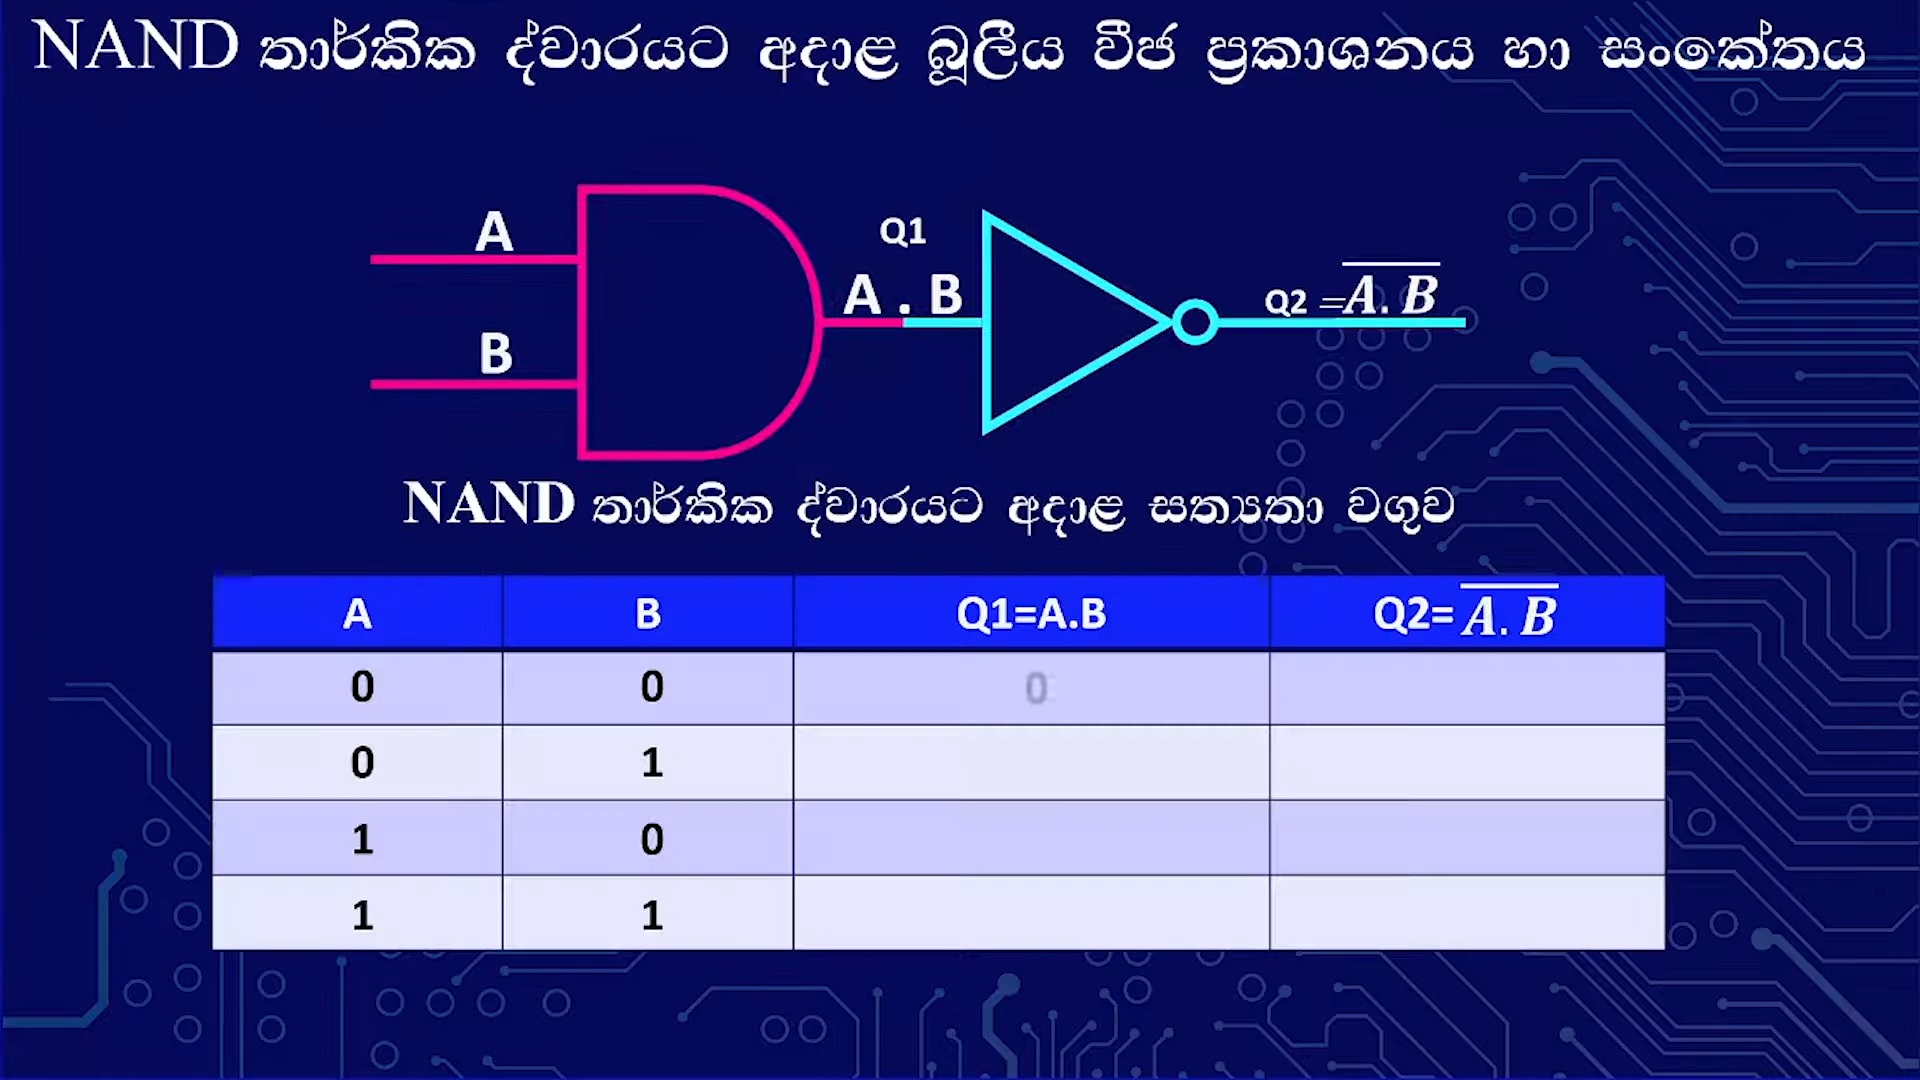 NAND තාර්කික ද්වාරයට අදාළ බූලීය වීජ ප්‍රකාශනය හා සංකේතය
A
Q1
A . B
Q2 =A̅.̅ ̅B̅
B
NAND තාර්කික ද්වාරයට අදාළ සත්‍යතා වගුව
A B Q1=A.B Q2= A̅.̅ ̅B̅
0 0 0
0 1
1 0
1 1